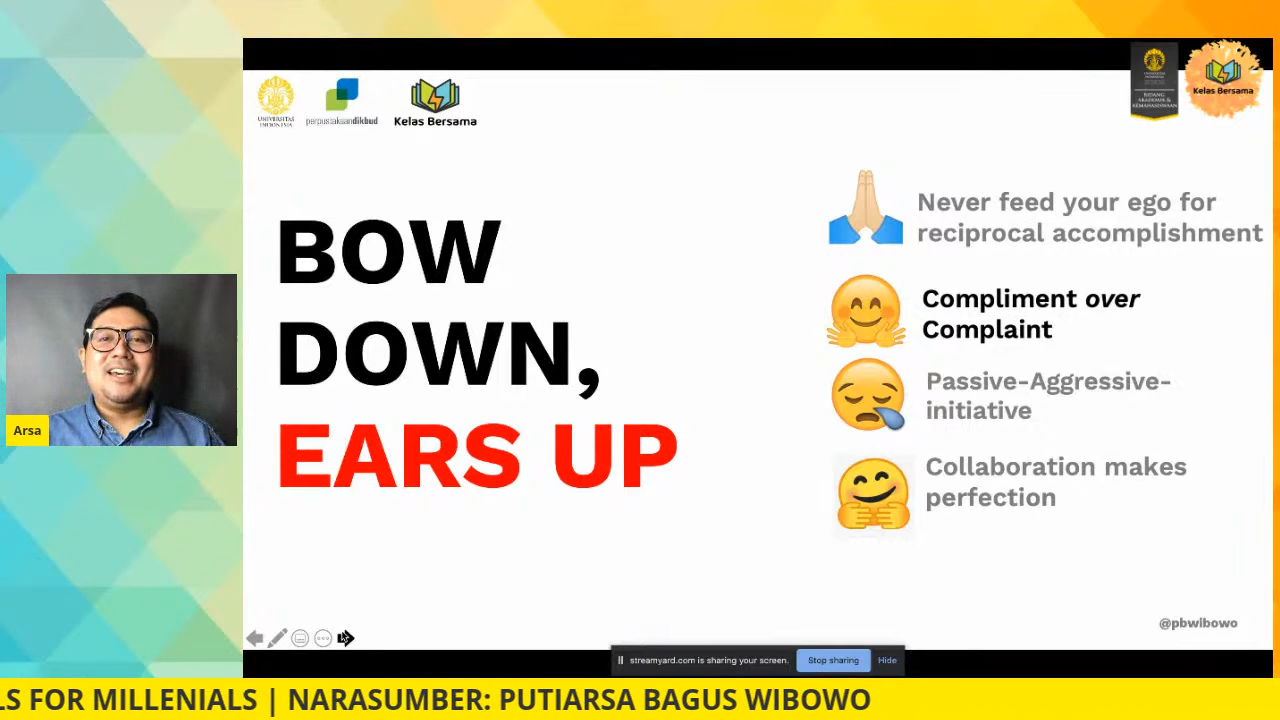 UNIVERSITAS
INDONESIA
perpustakaandikbud
Kelas Bersama
UNIVERSITAS
INDONESIA
BIDANG
AKADEMIK &
KEMAHASISWAAN
Kelas Bersama
BOW
DOWN,
EARS UP
Never feed your ego for
reciprocal accomplishment
Compliment over
Complaint
Passive-Aggressive-
initiative
Collaboration makes
perfection
Arsa
@pbwibowo
streamyard.com is sharing your screen.
Stop sharing
Hide
LS FOR MILLENIALS | NARASUMBER: PUTIARSA BAGUS WIBOWO